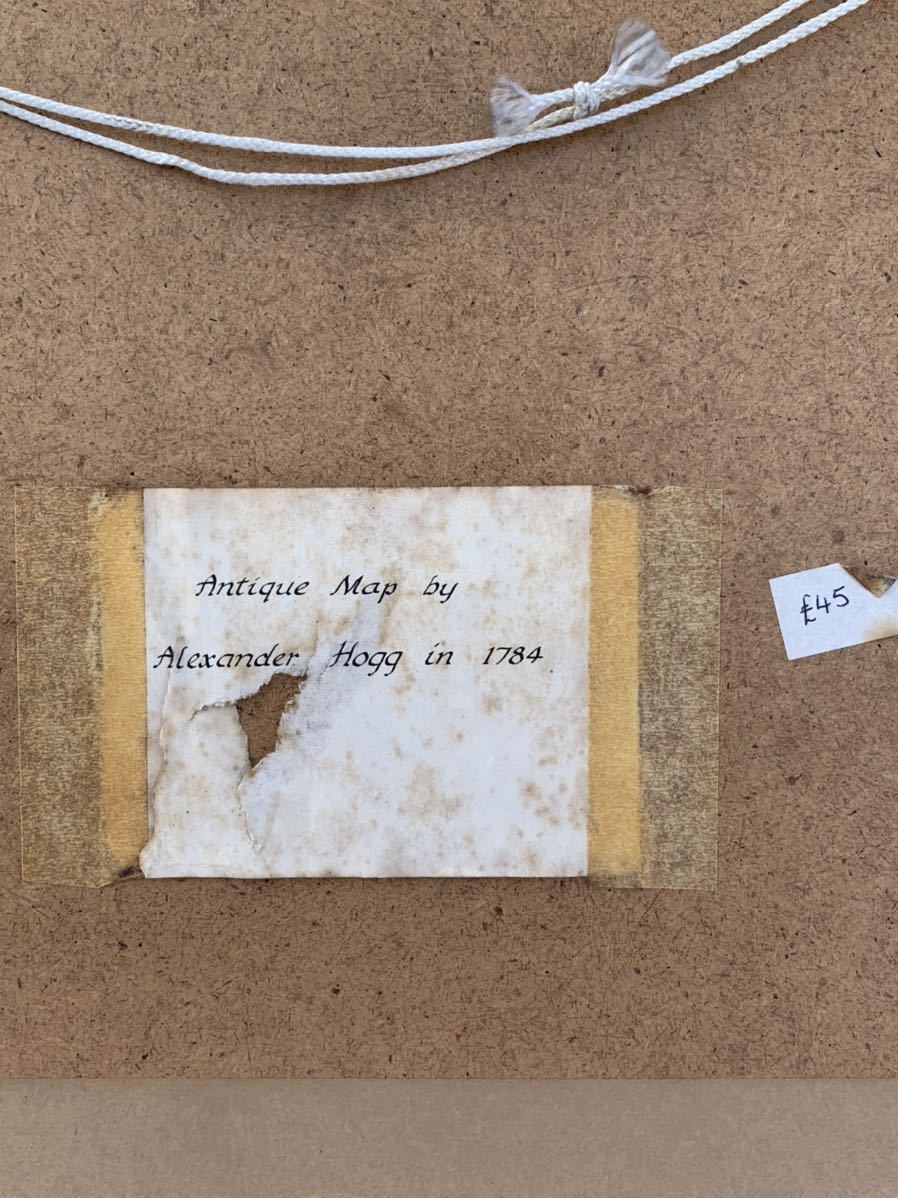 Antique Map by
Alexander Hogg in 1784
£45